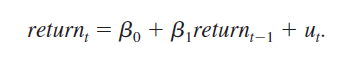 returnₜ = β₀ + β₁returnₜ₋₁ + uₜ.